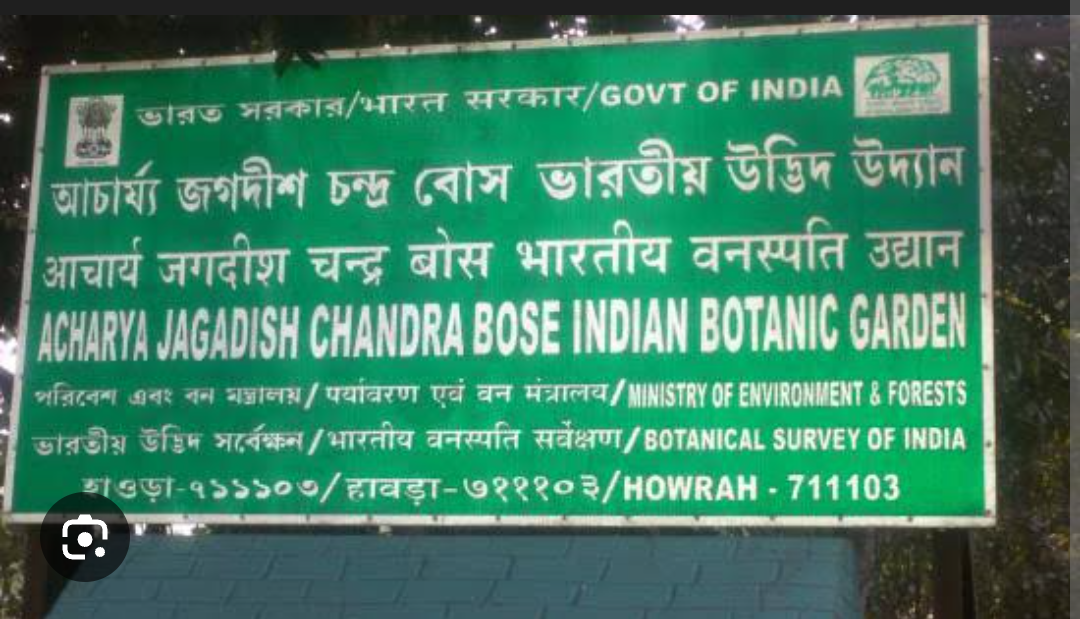 ভারত সরকার/भारत सरकार/GOVT OF INDIA
আচার্য্য জগদীশ চন্দ্র বোস ভারতীয় উদ্ভিদ উদ্যান
आचार्य जगदीश चन्द्र बोस भारतीय वनस्पति उद्यान
ACHARYA JAGADISH CHANDRA BOSE INDIAN BOTANIC GARDEN
পরিবেশ এবং বন মন্ত্রালয়/पर्यावरण एवं वन मंत्रालय/MINISTRY OF ENVIRONMENT & FORESTS
ভারতীয় উদ্ভিদ সর্বেক্ষন/भारतीय वनस्पति सर्वेक्षण/BOTANICAL SURVEY OF INDIA
হাওড়া-৭১১১০৩/हावड़ा-७१११०३/HOWRAH - 711103